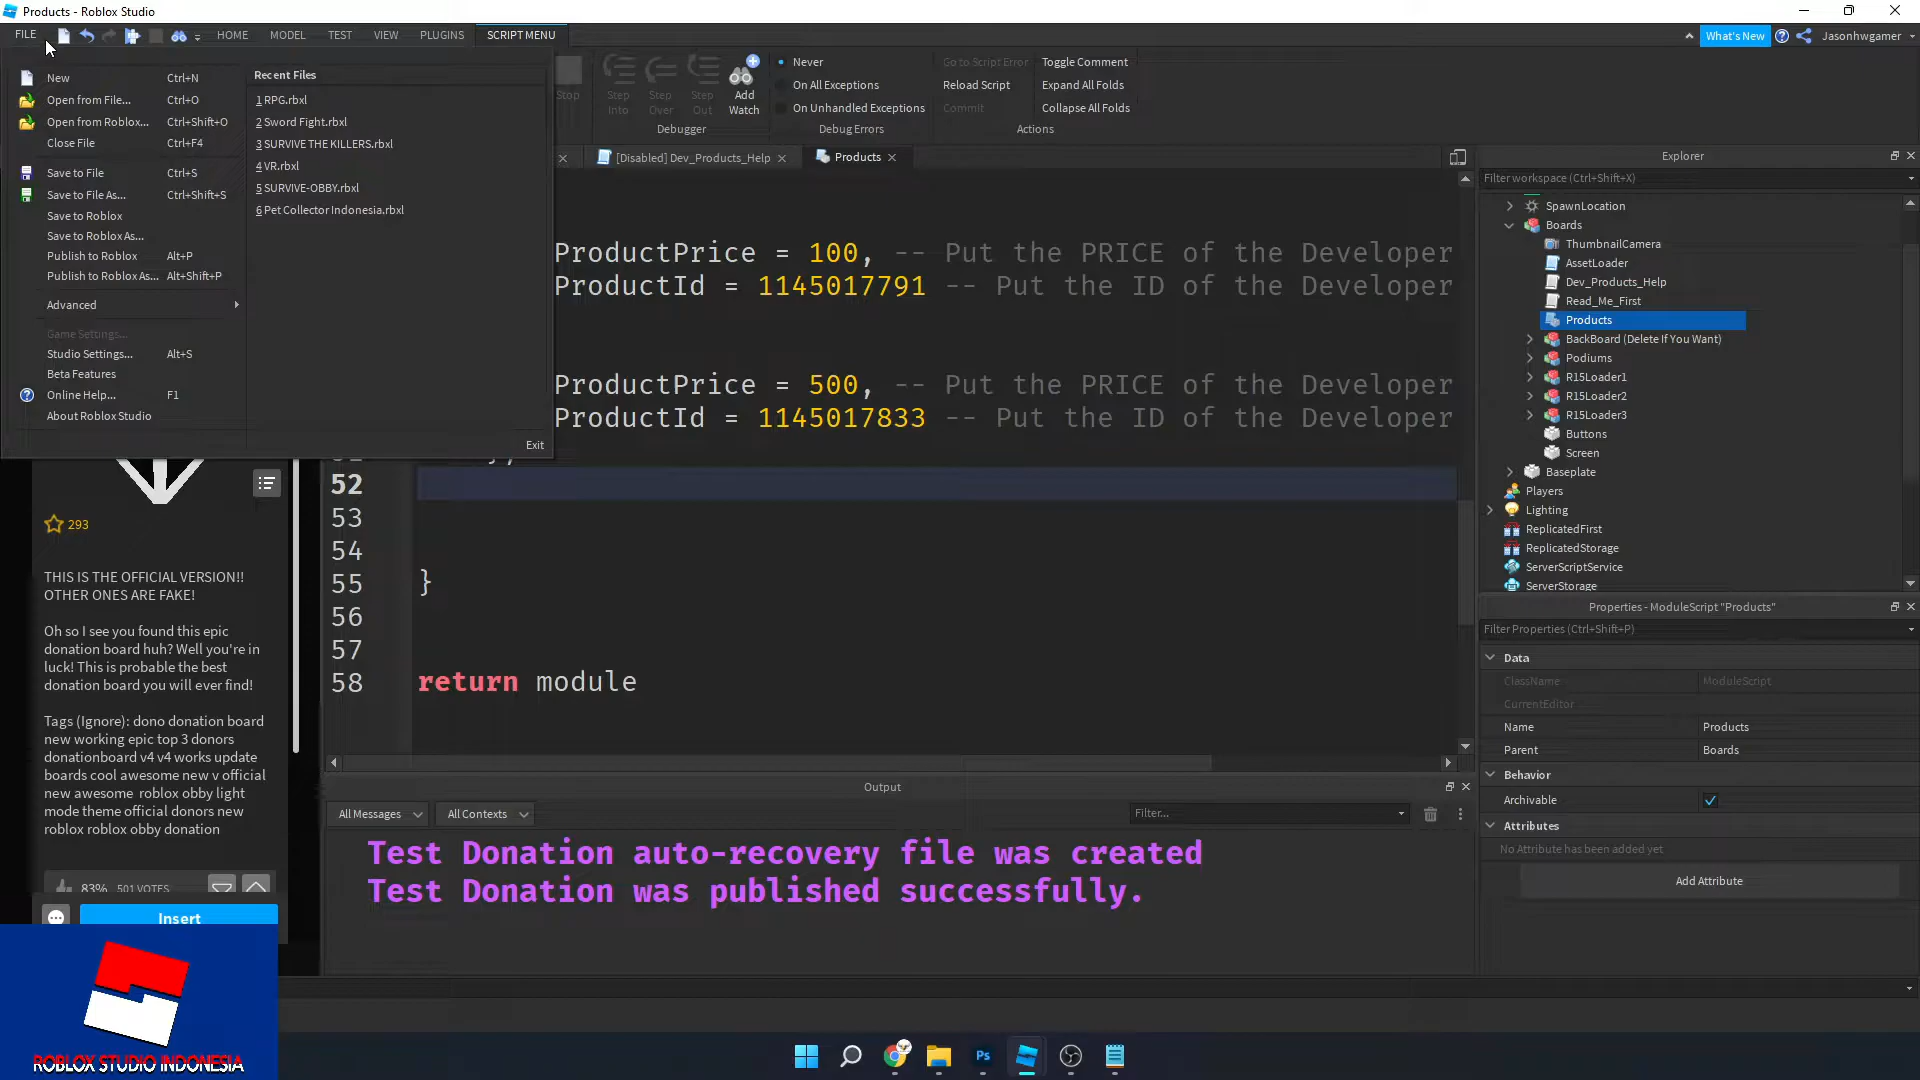 Products - Roblox Studio
FILE
HOME
MODEL
TEST
VIEW
PLUGINS
SCRIPT MENU
What's New
Jasonhwgamer
New Ctrl+N
Open from File... Ctrl+O
Open from Roblox... Ctrl+Shift+O
Close File Ctrl+F4
Save to File Ctrl+S
Save to File As... Ctrl+Shift+S
Save to Roblox
Save to Roblox As...
Publish to Roblox Alt+P
Publish to Roblox As... Alt+Shift+P
Advanced
Game Settings...
Studio Settings... Alt+S
Beta Features
Online Help... F1
About Roblox Studio
Recent Files
1 RPG.rbxl
2 Sword Fight.rbxl
3 SURVIVE THE KILLERS.rbxl
4 VR.rbxl
5 SURVIVE-OBBY.rbxl
6 Pet Collector Indonesia.rbxl
Exit
Stop
Step Into
Step Over
Step Out
Add Watch
Debugger
Never
On All Exceptions
On Unhandled Exceptions
Debug Errors
Go to Script Error
Reload Script
Commit
Toggle Comment
Expand All Folds
Collapse All Folds
Actions
[Disabled] Dev_Products_Help
Products
ProductPrice = 100, -- Put the PRICE of the Developer
ProductId = 1145017791 -- Put the ID of the Developer
ProductPrice = 500, -- Put the PRICE of the Developer
ProductId = 1145017833 -- Put the ID of the Developer
52
53
54
55 }
56
57
58 return module
293
THIS IS THE OFFICIAL VERSION!!
OTHER ONES ARE FAKE!
Oh so I see you found this epic
donation board huh? Well you're in
luck! This is probable the best
donation board you will ever find!
Tags (Ignore): dono donation board
new working epic top 3 donors
donationboard v4 v4 works update
boards cool awesome new v official
new awesome roblox obby light
mode theme official donors new
roblox roblox obby donation
83% 501 VOTES
Insert
ROBLOX STUDIO INDONESIA
Output
All Messages
All Contexts
Filter...
Test Donation auto-recovery file was created
Test Donation was published successfully.
Explorer
Filter workspace (Ctrl+Shift+X)
SpawnLocation
Boards
ThumbnailCamera
AssetLoader
Dev_Products_Help
Read_Me_First
Products
BackBoard (Delete If You Want)
Podiums
R15Loader1
R15Loader2
R15Loader3
Buttons
Screen
Baseplate
Players
Lighting
ReplicatedFirst
ReplicatedStorage
ServerScriptService
ServerStorage
Properties - ModuleScript "Products"
Filter Properties (Ctrl+Shift+P)
Data
ClassName ModuleScript
CurrentEditor
Name Products
Parent Boards
Behavior
Archivable
Attributes
No Attribute has been added yet
Add Attribute
Ps